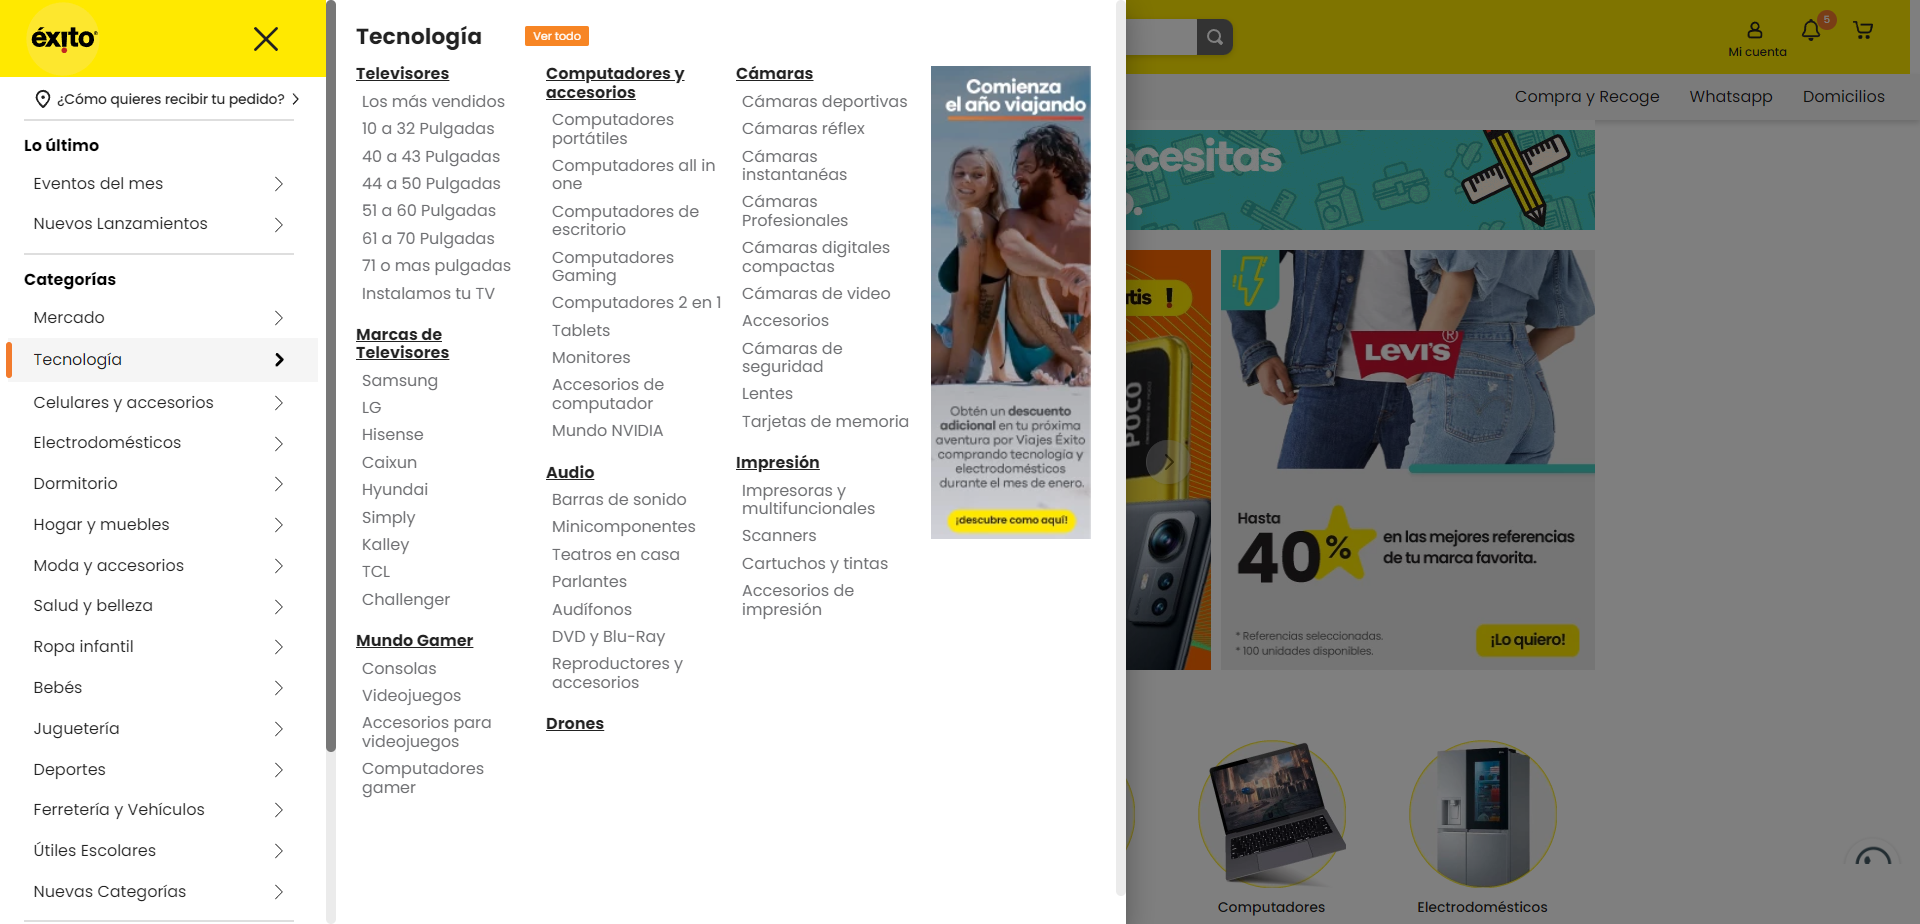 éxito
¿Cómo quieres recibir tu pedido?
Lo último
Eventos del mes
Nuevos Lanzamientos
Categorías
Mercado
Tecnología
Celulares y accesorios
Electrodomésticos
Dormitorio
Hogar y muebles
Moda y accesorios
Salud y belleza
Ropa infantil
Bebés
Juguetería
Deportes
Ferretería y Vehículos
Útiles Escolares
Nuevas Categorías
Tecnología
Ver todo
Televisores
Los más vendidos
10 a 32 Pulgadas
40 a 43 Pulgadas
44 a 50 Pulgadas
51 a 60 Pulgadas
61 a 70 Pulgadas
71 o mas pulgadas
Instalamos tu TV
Marcas de
Televisores
Samsung
LG
Hisense
Caixun
Hyundai
Simply
Kalley
TCL
Challenger
Mundo Gamer
Consolas
Videojuegos
Accesorios para
videojuegos
Computadores
gamer
Computadores y
accesorios
Computadores
portátiles
Computadores all in
one
Computadores de
escritorio
Computadores
Gaming
Computadores 2 en 1
Tablets
Monitores
Accesorios de
computador
Mundo NVIDIA
Audio
Barras de sonido
Minicomponentes
Teatros en casa
Parlantes
Audífonos
DVD y Blu-Ray
Reproductores y
accesorios
Drones
Cámaras
Cámaras deportivas
Cámaras réflex
Cámaras
instantanéas
Cámaras
Profesionales
Cámaras digitales
compactas
Cámaras de video
Accesorios
Cámaras de
seguridad
Lentes
Tarjetas de memoria
Impresión
Impresoras y
multifuncionales
Scanners
Cartuchos y tintas
Accesorios de
impresión
Comienza
el año viajando
Obtén un descuento
adicional en tu próxima
aventura por Viajes Éxito
comprando tecnología y
electrodomésticos
durante el mes de enero.
¡descubre como aquí!
Mi cuenta
5
Compra y Recoge
Whatsapp
Domicilios
ecesitas
tis !
POCO
LEVI'S®
Hasta
40%
en las mejores referencias
de tu marca favorita.
* Referencias seleccionadas.
* 100 unidades disponibles.
¡Lo quiero!
Computadores
Electrodomésticos